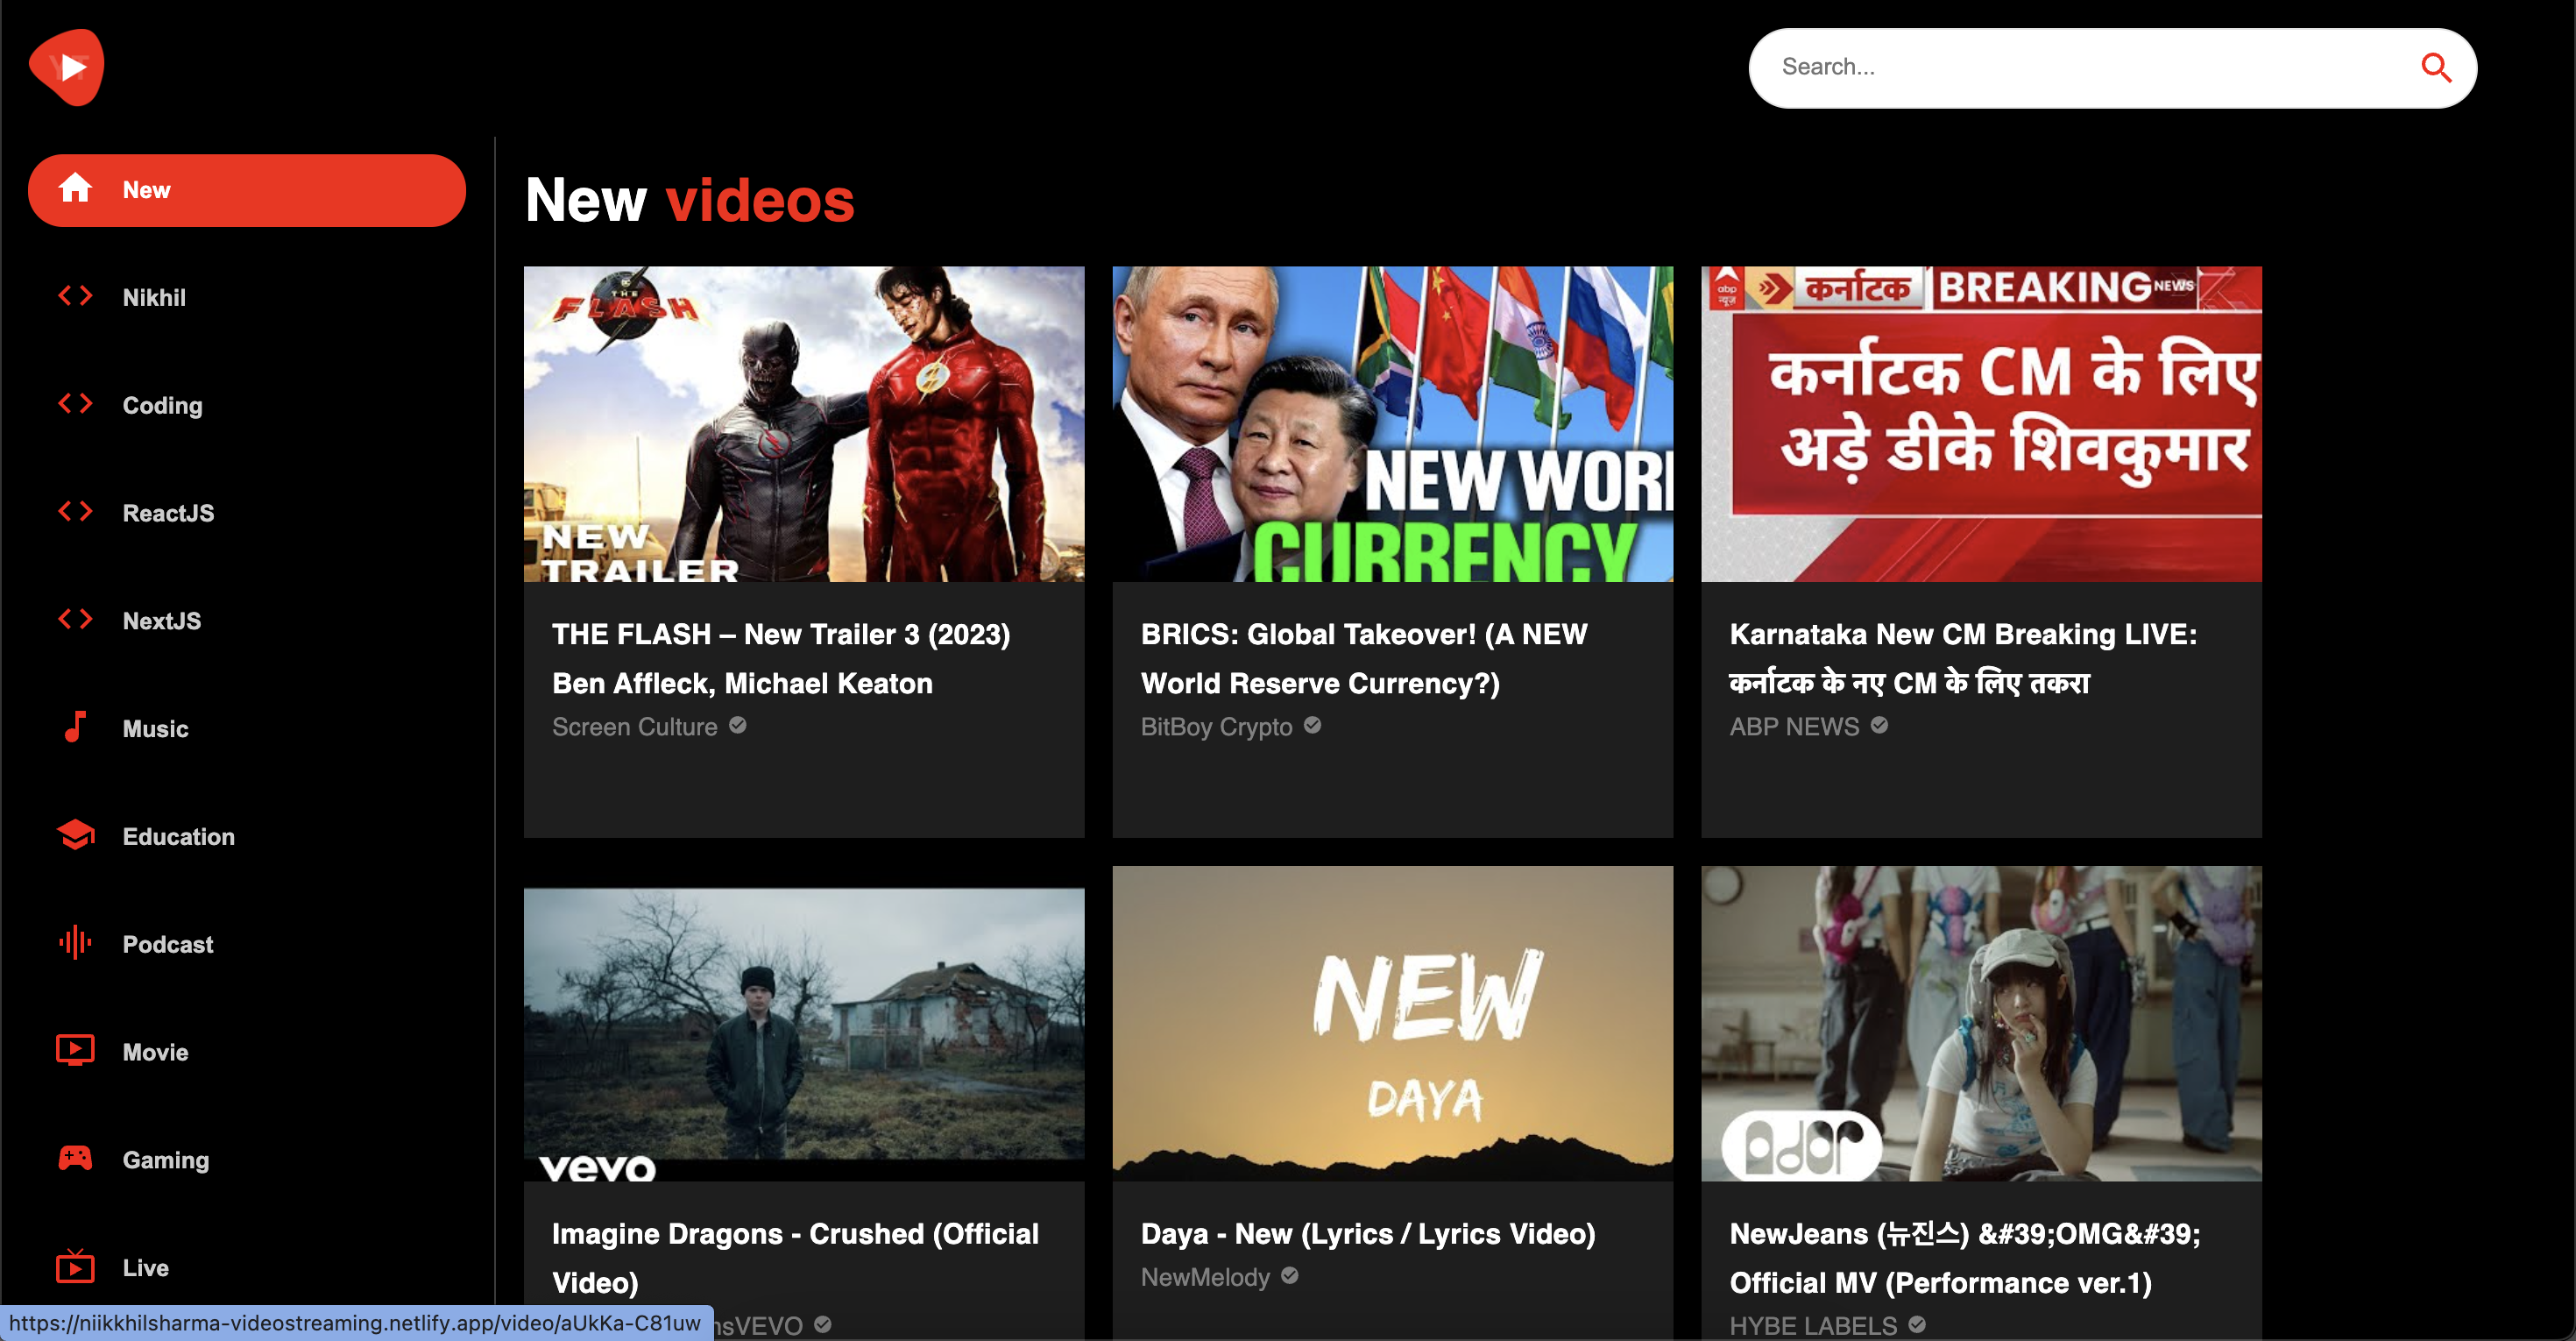 YT
Search...
New
Nikhil
Coding
ReactJS
NextJS
Music
Education
Podcast
Movie
Gaming
Live
New videos
THE
FLASH
NEW
TRAILER
THE FLASH – New Trailer 3 (2023)
Ben Affleck, Michael Keaton
Screen Culture
NEW WORL
CURRENCY
BRICS: Global Takeover! (A NEW
World Reserve Currency?)
BitBoy Crypto
abp
न्यूज़
कर्नाटक BREAKING NEWS
कर्नाटक CM के लिए
अड़े डीके शिवकुमार
Karnataka New CM Breaking LIVE:
कर्नाटक के नए CM के लिए तकरा
ABP NEWS
vevo
Imagine Dragons - Crushed (Official
Video)
nsVEVO
NEW
DAYA
Daya - New (Lyrics / Lyrics Video)
NewMelody
ador
NewJeans (뉴진스) &#39;OMG&#39;
Official MV (Performance ver.1)
HYBE LABELS
https://niikkhilsharma-videostreaming.netlify.app/video/aUkKa-C81uw